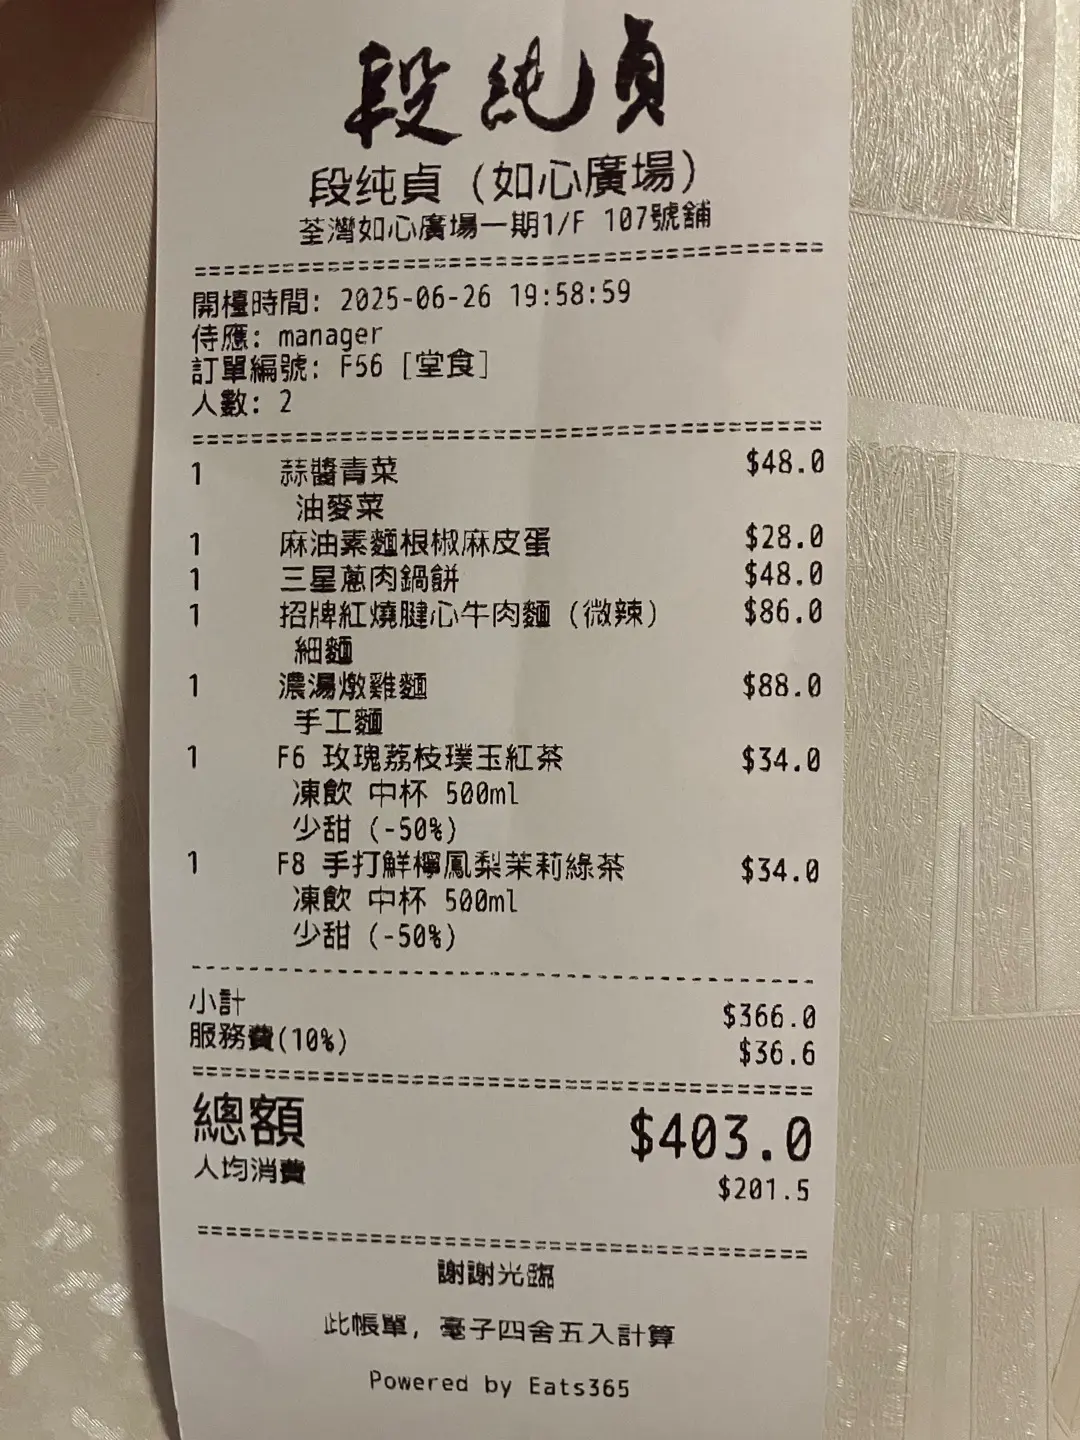 段純貞
段纯貞 (如心廣場)
荃灣如心廣場一期1/F 107號舖
開檯時間: 2025-06-26 19:58:59
侍應: manager
訂單編號: F56 [堂食]
人數: 2
1 蒜醬青菜 $48.0
油麥菜
1 麻油素麵根椒麻皮蛋 $28.0
1 三星蔥肉鍋餅 $48.0
1 招牌紅燒腱心牛肉麵 (微辣) $86.0
細麵
1 濃湯燉雞麵 $88.0
手工麵
1 F6 玫瑰荔枝璞玉紅茶 $34.0
凍飲 中杯 500ml
少甜 (-50%)
1 F8 手打鮮檸鳳梨茉莉綠茶 $34.0
凍飲 中杯 500ml
少甜 (-50%)
小計 $366.0
服務費(10%) $36.6
總額 $403.0
人均消費 $201.5
謝謝光臨
此帳單, 毫子四舍五入計算
Powered by Eats365